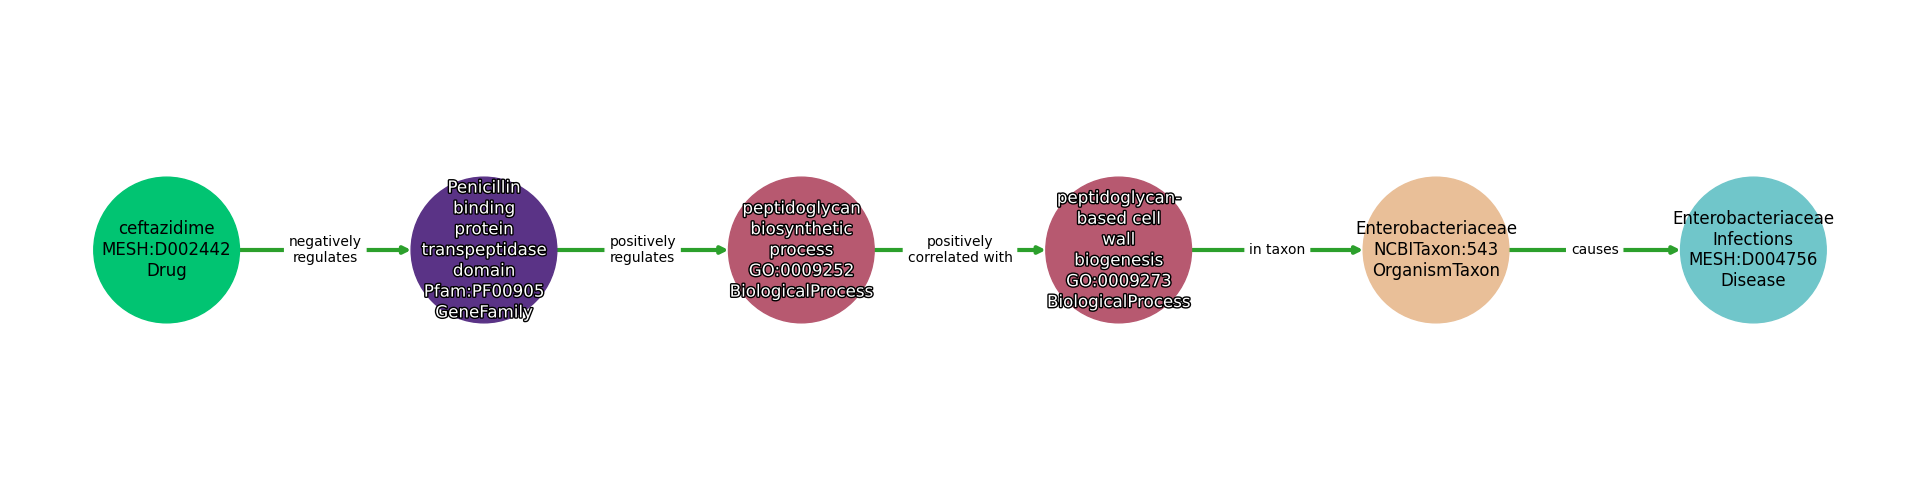 ceftazidime
MESH:D002442
Drug
negatively
regulates
Penicillin
binding
protein
transpeptidase
domain
Pfam:PF00905
GeneFamily
positively
regulates
peptidoglycan
biosynthetic
process
GO:0009252
BiologicalProcess
positively
correlated with
peptidoglycan-
based cell
wall
biogenesis
GO:0009273
BiologicalProcess
in taxon
Enterobacteriaceae
NCBITaxon:543
OrganismTaxon
causes
Enterobacteriaceae
Infections
MESH:D004756
Disease